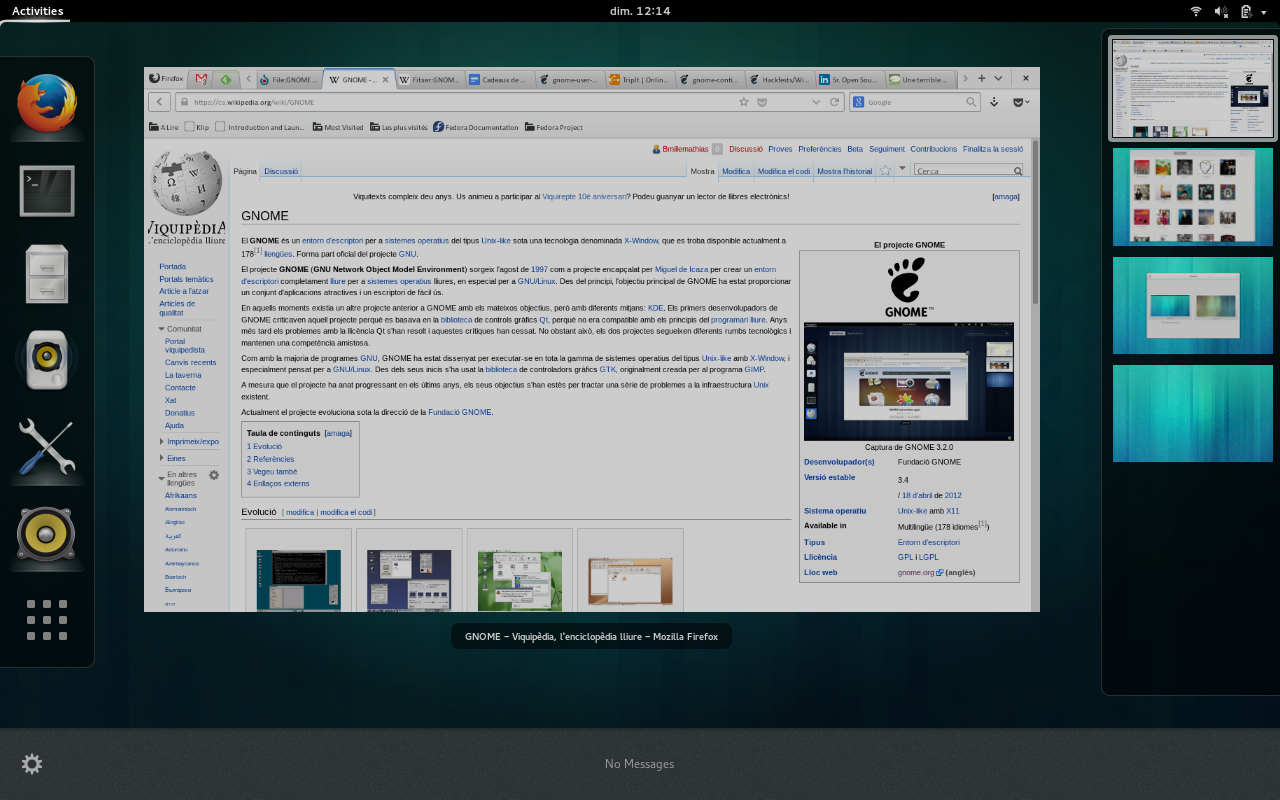 Activities
dim. 12:14
Firefox
File:GNOME ...
GNOME - ...
Fitxer:GNOM...
Cadeaux de ...
gnome-user-...
TripIt | Onlin...
gnome-conti...
Hackfests/Wi...
Sr. Open Sou...
Une terrible ...
https://ca.wikipedia.org/wiki/GNOME
Google
A Lire
Klip
Introduction and Laun...
Most Visited
Les plus visités
Fedora Documentation
Fedora Project
Bmillemathias 0 Discussió Proves Preferències Beta Seguiment Contribucions Finalitza la sessió
Pàgina Discussió
Mostra Modifica Modifica el codi Mostra l'historial
Cerca
VIQUIPÈDIA
l'enciclopèdia lliure
Viquitexts compleix deu anys. Us animeu a participar al Viquirepte 10è aniversari? Podeu guanyar un lector de llibres electrònics!
[amaga]
GNOME
El GNOME és un entorn d'escriptori per a sistemes operatius del tipus Unix-like sota una tecnologia denominada X-Window, que es troba disponible actualment a
178[1] llengües. Forma part oficial del projecte GNU.
El projecte GNOME (GNU Network Object Model Environment) sorgeix l'agost de 1997 com a projecte encapçalat per Miguel de Icaza per crear un entorn
d'escriptori completament lliure per a sistemes operatius lliures, en especial per a GNU/Linux. Des del principi, l'objectiu principal de GNOME ha estat proporcionar
un conjunt d'aplicacions atractives i un escriptori de fàcil ús.
En aquells moments existia un altre projecte anterior a GNOME amb els mateixos objectius, però amb diferents mitjans: KDE. Els primers desenvolupadors de
GNOME criticaven aquell projecte perquè es basava en la biblioteca de controls gràfics Qt, perquè no era compatible amb els principis del programari lliure. Anys
més tard els problemes amb la llicència Qt s'han resolt i aquestes crítiques han cessat. No obstant això, els dos projectes segueixen diferents rumbs tecnològics i
mantenen una competència amistosa.
Com amb la majoria de programes GNU, GNOME ha estat dissenyat per executar-se en tota la gamma de sistemes operatius del tipus Unix-like amb X-Window, i
especialment pensat per a GNU/Linux. Des dels seus inicis s'ha usat la biblioteca de controladors gràfics GTK, originalment creada per al programa GIMP.
A mesura que el projecte ha anat progressant en els últims anys, els seus objectius s'han estès per tractar una sèrie de problemes a la infraestructura Unix
existent.
Actualment el projecte evoluciona sota la direcció de la Fundació GNOME.
Taula de continguts [amaga]
1 Evolució
2 Referències
3 Vegeu també
4 Enllaços externs
Evolució [ modifica | modifica el codi ]
Portada
Portals temàtics
Article a l'atzar
Articles de
qualitat
Comunitat
Portal
viquipedista
Canvis recents
La taverna
Contacte
Xat
Donatius
Ajuda
Imprimeix/expo
Eines
En altres
llengües
Afrikaans
Alemannisch
Ænglisc
العربية
Asturianu
Azərbaycanca
Boarisch
Български
El projecte GNOME
GNOME™
Captura de GNOME 3.2.0
Desenvolupador(s) Fundació GNOME
Versió estable 3.4
/ 18 d'abril de 2012
Sistema operatiu Unix-like amb X11
Available in Multilingüe (178 idiomes[1])
Tipus Entorn d'escriptori
Llicència GPL i LGPL
Lloc web gnome.org (anglès)
GNOME – Viquipèdia, l'enciclopèdia lliure – Mozilla Firefox
No Messages